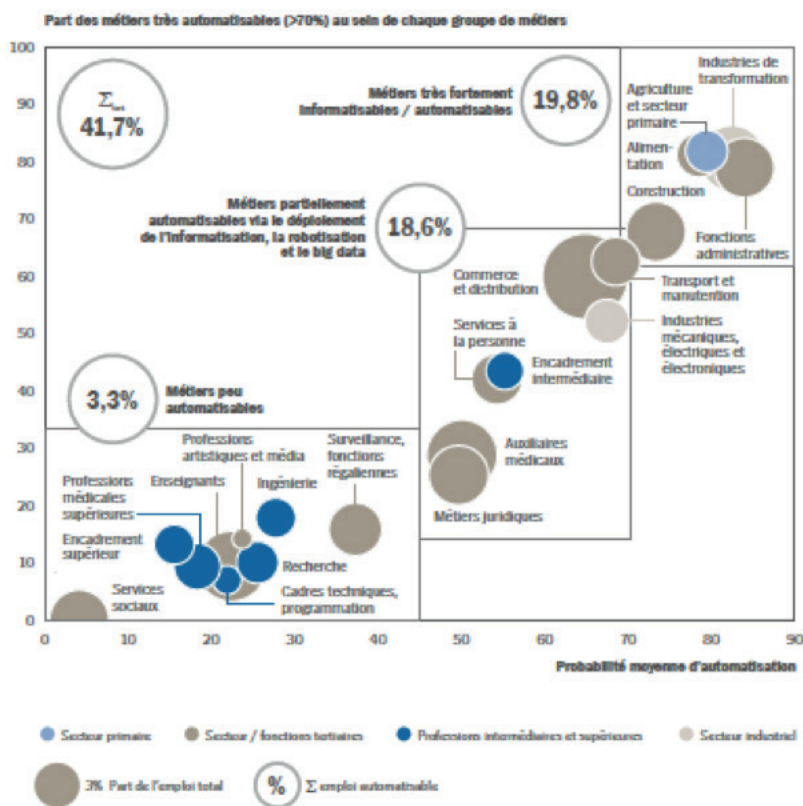 Part des métiers très automatisables (>70%) au sein de chaque groupe de métiers
100
90
80
70
60
50
40
30
20
10
0
Σtot
41,7%
Métiers très fortement
informatisables / automatisables
19,8%
Industries de
transformation
Agriculture
et secteur
primaire
Alimen-
tation
Construction
Fonctions
administratives
Métiers partiellement
automatisables via le déploiement
de l'informatisation, la robotisation
et le big data
18,6%
Commerce
et distribution
Transport et
manutention
Industries
mécaniques,
électriques et
électroniques
Services à
la personne
Encadrement
intermédiaire
3,3%
Métiers peu
automatisables
Auxiliaires
médicaux
Métiers juridiques
Professions
artistiques et média
Surveillance,
fonctions
régaliennes
Professions
médicales
supérieures
Enseignants
Ingénierie
Encadrement
supérieur
Recherche
Cadres techniques,
programmation
Services
sociaux
0 10 20 30 40 50 60 70 80 90
Probabilité moyenne d'automatisation
Secteur primaire
Secteur / fonctions tertiaires
Professions intermédiaires et supérieures
Secteur industriel
3% Part de l'emploi total
% Σ emploi automatisable